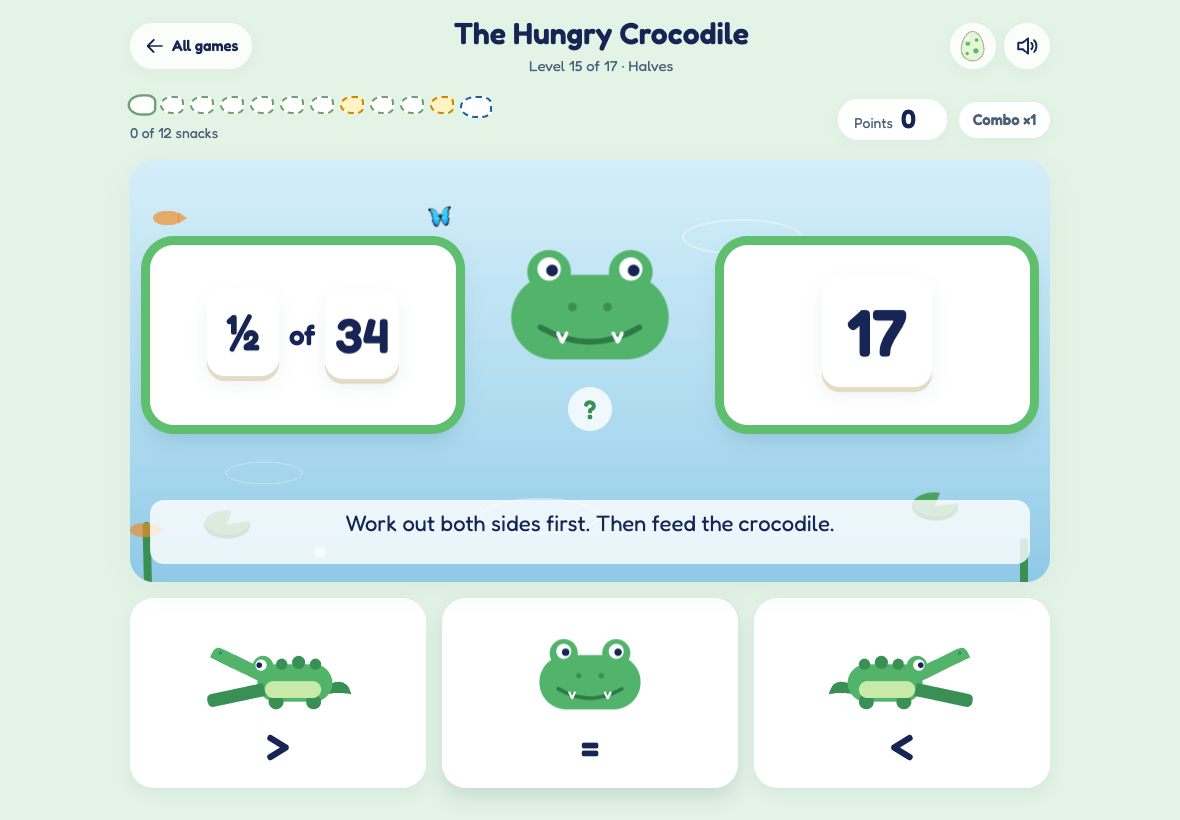 All games
The Hungry Crocodile
Level 15 of 17 · Halves
0 of 12 snacks
Points 0
Combo ×1
½ of 34
?
17
Work out both sides first. Then feed the crocodile.
>
=
<